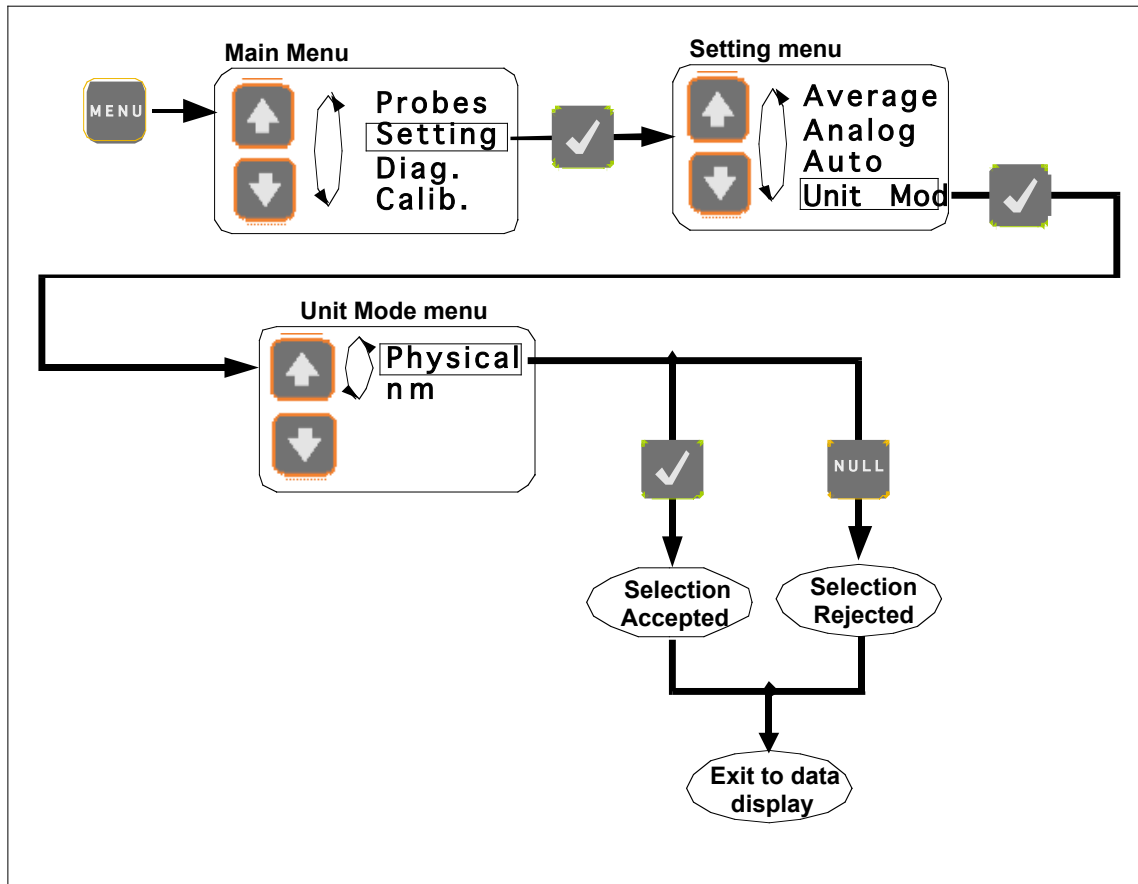 Main Menu
MENU
Probes
Setting
Diag.
Calib.
Setting menu
Average
Analog
Auto
Unit Mod
Unit Mode menu
Physical
nm
NULL
Selection
Accepted
Selection
Rejected
Exit to data
display